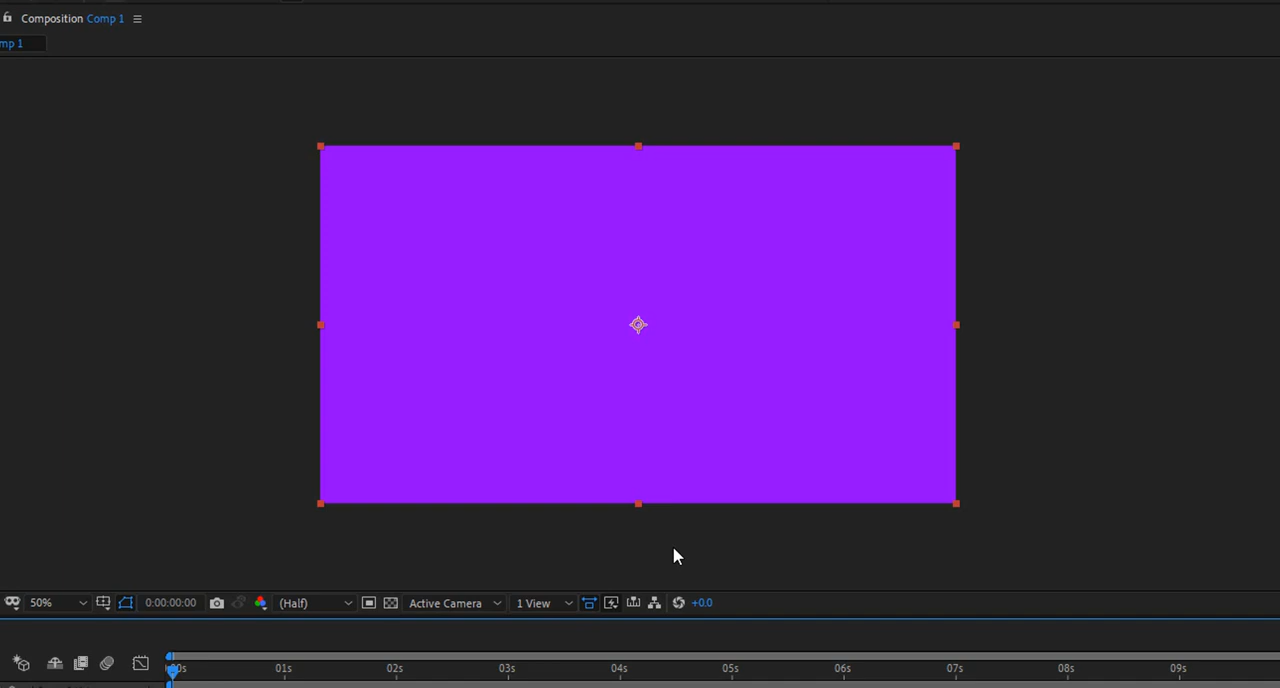 Composition Comp 1
mp 1
50% 0:00:00:00 (Half) Active Camera 1 View +0.0
00s 01s 02s 03s 04s 05s 06s 07s 08s 09s